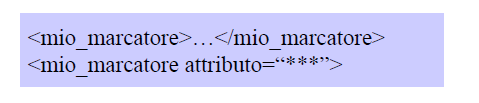 <mio_marcatore>…</mio_marcatore>
<mio_marcatore attributo=“***”>